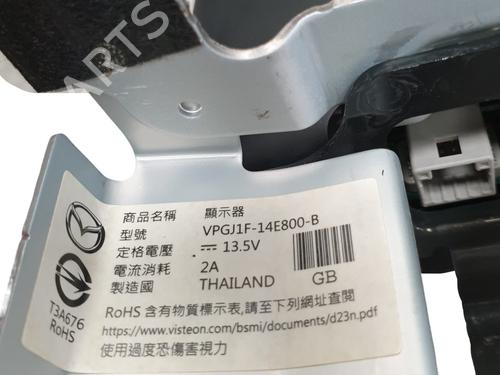 PARTS
商品名稱 顯示器
型號 VPGJ1F-14E800-B
定格電壓 ⎓ 13.5V
電流消耗 2A
製造國 THAILAND GB
T3A676
RoHS
RoHS 含有物質標示表,請至下列網址查閱
https://www.visteon.com/bsmi/documents/d23n.pdf
使用過度恐傷害視力